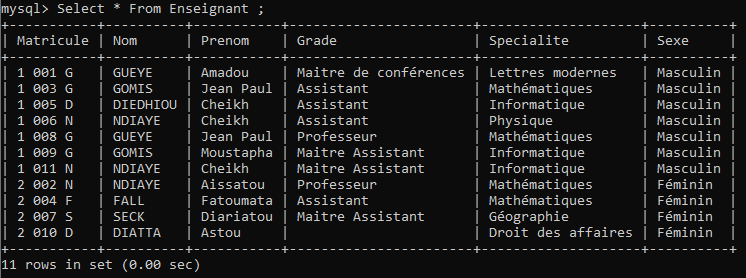 mysql> Select * From Enseignant ;
+-----------+----------+-----------+----------------------+--------------------+----------+
| Matricule | Nom      | Prenom    | Grade                | Specialite         | Sexe     |
+-----------+----------+-----------+----------------------+--------------------+----------+
| 1 001 G   | GUEYE    | Amadou    | Maitre de conférences | Lettres modernes   | Masculin |
| 1 003 G   | GOMIS    | Jean Paul | Assistant            | Mathématiques      | Masculin |
| 1 005 D   | DIEDHIOU | Cheikh    | Assistant            | Informatique       | Masculin |
| 1 006 N   | NDIAYE   | Cheikh    | Assistant            | Physique           | Masculin |
| 1 008 G   | GUEYE    | Jean Paul | Professeur           | Mathématiques      | Masculin |
| 1 009 G   | GOMIS    | Moustapha | Maitre Assistant     | Informatique       | Masculin |
| 1 011 N   | NDIAYE   | Cheikh    | Maitre Assistant     | Informatique       | Masculin |
| 2 002 N   | NDIAYE   | Aissatou  | Professeur           | Mathématiques      | Féminin  |
| 2 004 F   | FALL     | Fatoumata | Assistant            | Mathématiques      | Féminin  |
| 2 007 S   | SECK     | Diariatou | Maitre Assistant     | Géographie         | Féminin  |
| 2 010 D   | DIATTA   | Astou     |                      | Droit des affaires | Féminin  |
+-----------+----------+-----------+----------------------+--------------------+----------+
11 rows in set (0.00 sec)